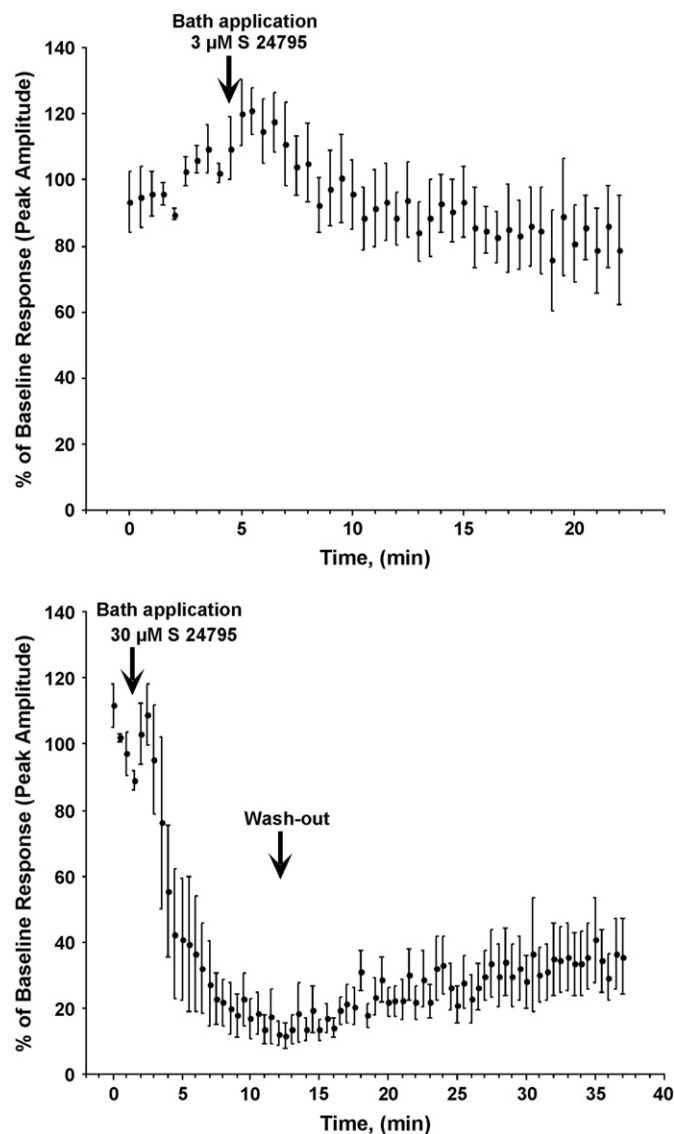 Bath application
3 µM S 24795
140
120
100
80
60
40
20
0
% of Baseline Response (Peak Amplitude)
0 5 10 15 20
Time, (min)
Bath application
30 µM S 24795
Wash-out
140
120
100
80
60
40
20
0
% of Baseline Response (Peak Amplitude)
0 5 10 15 20 25 30 35 40
Time, (min)